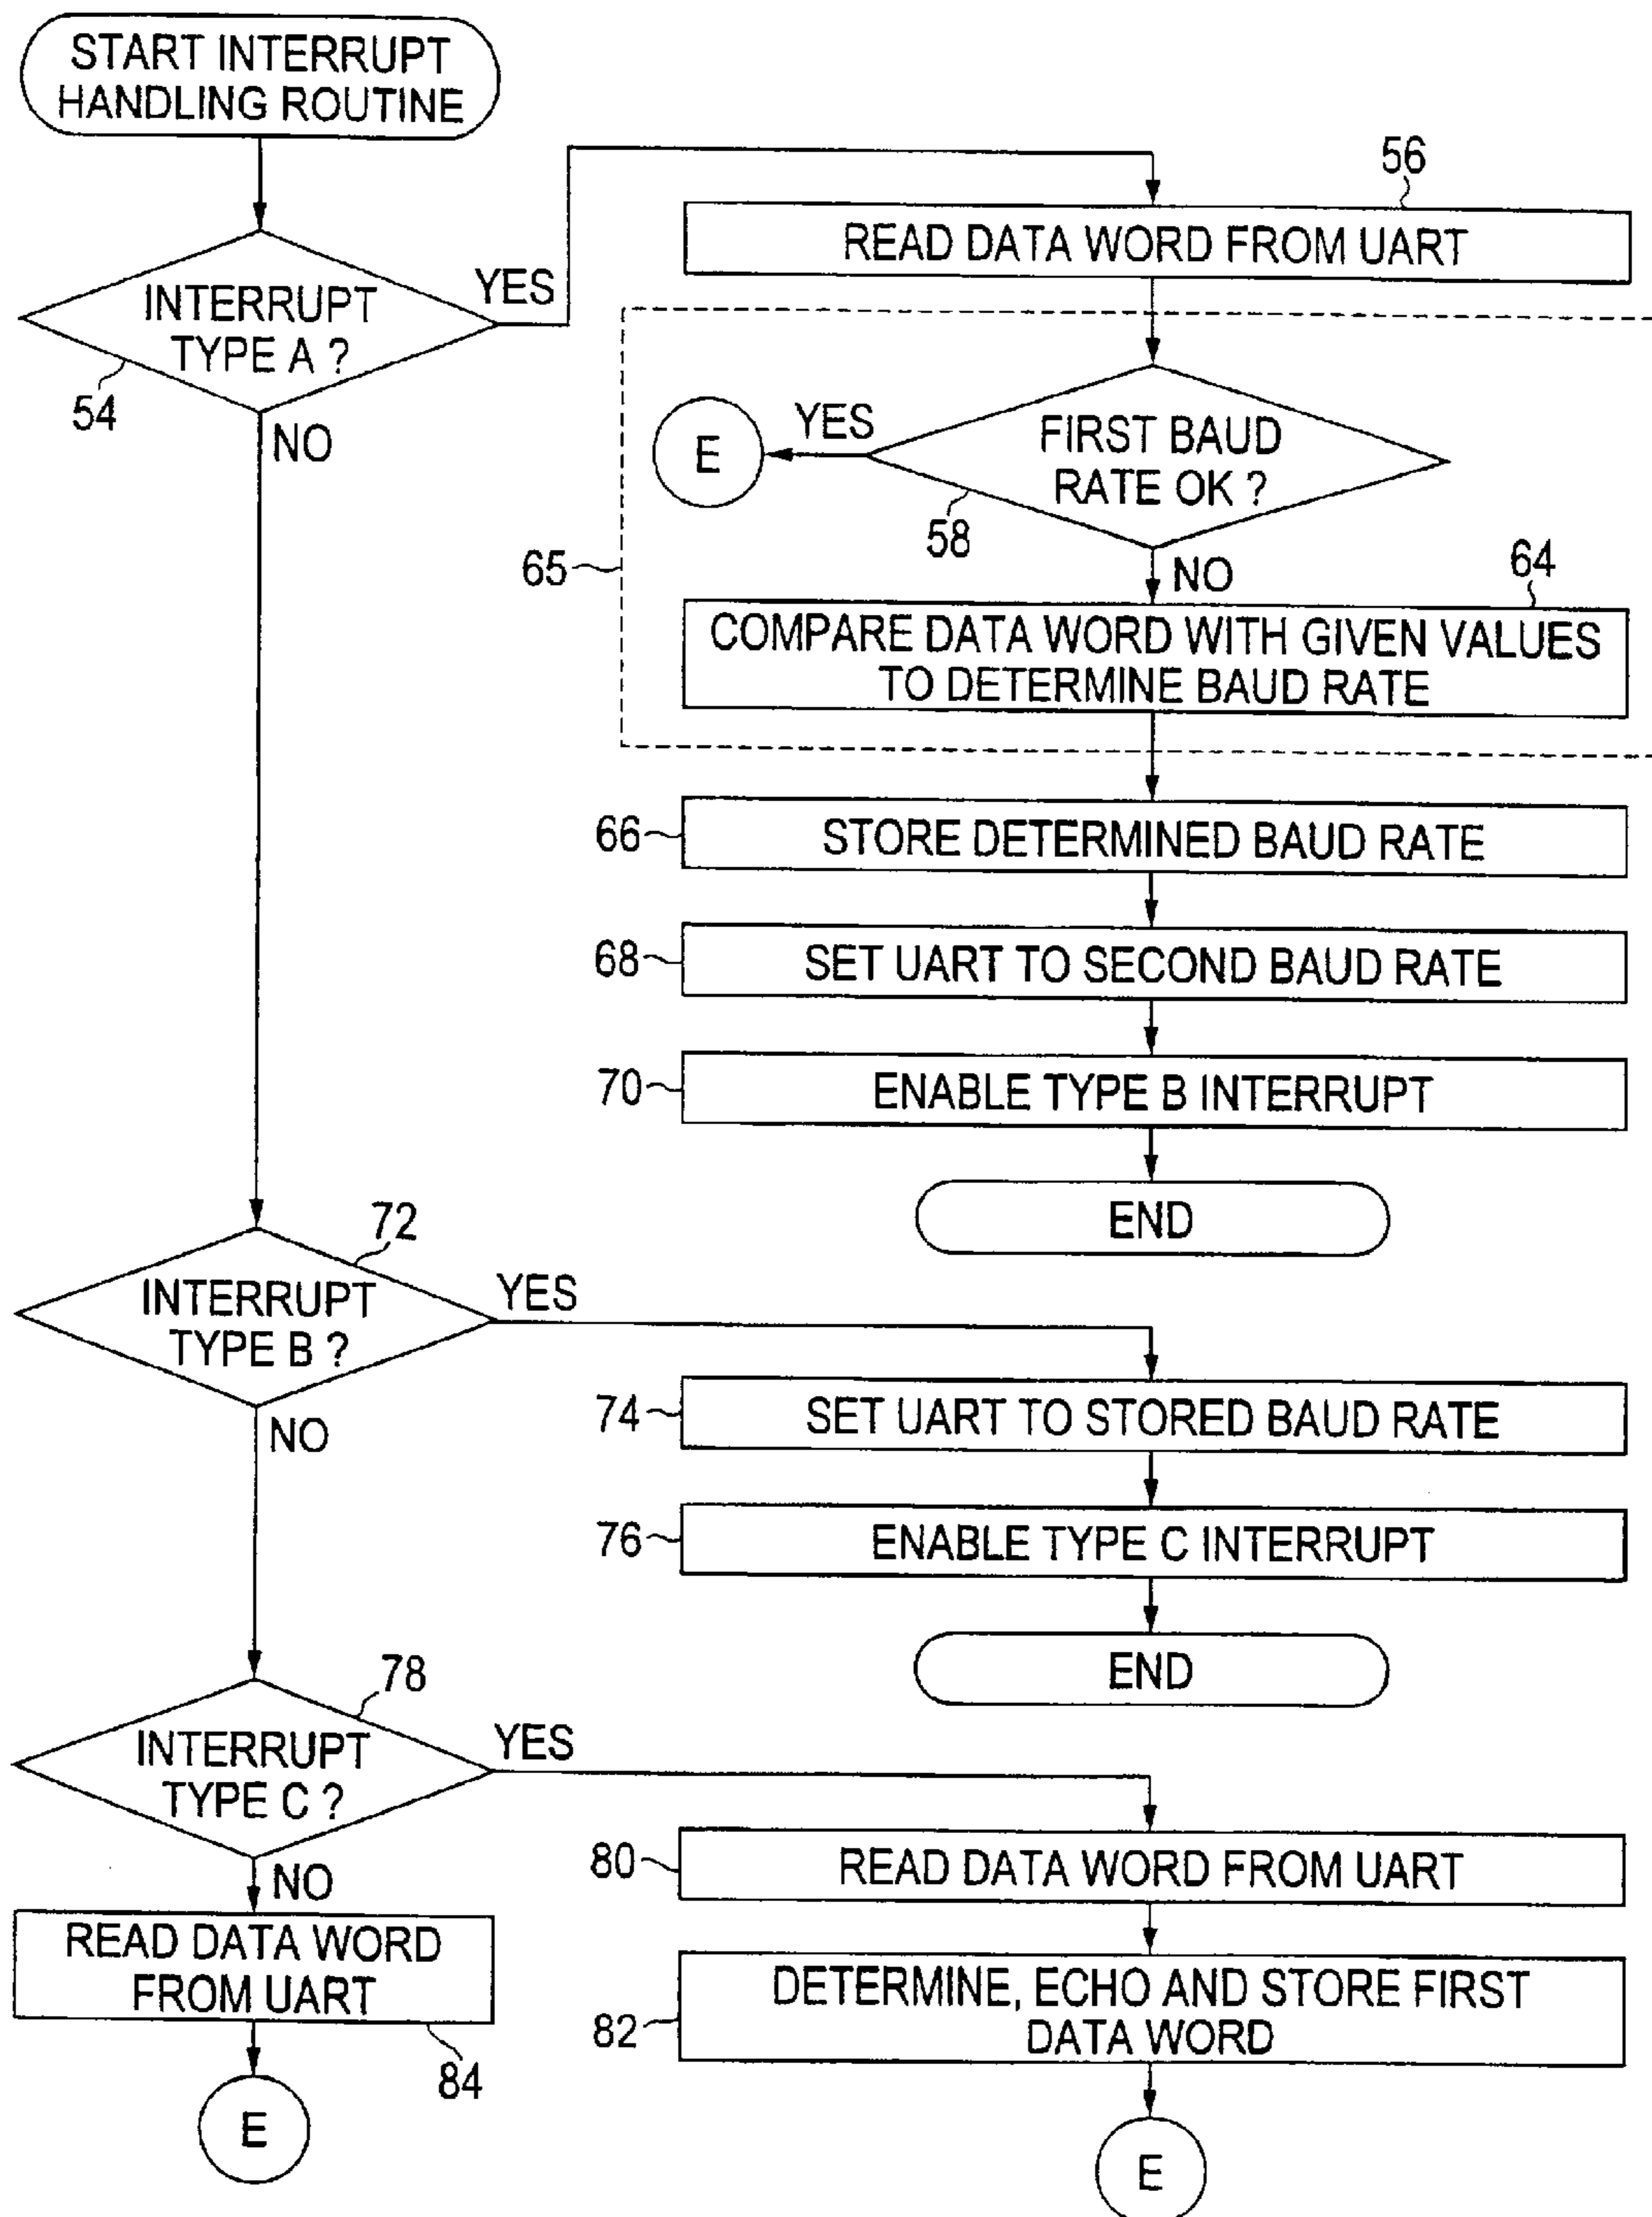 START INTERRUPT
HANDLING ROUTINE
56
READ DATA WORD FROM UART
INTERRUPT
TYPE A ?
YES
54
NO
E
YES
FIRST BAUD
RATE OK ?
58
65
NO
64
COMPARE DATA WORD WITH GIVEN VALUES
TO DETERMINE BAUD RATE
66
STORE DETERMINED BAUD RATE
68
SET UART TO SECOND BAUD RATE
70
ENABLE TYPE B INTERRUPT
END
72
INTERRUPT
TYPE B ?
YES
NO
74
SET UART TO STORED BAUD RATE
76
ENABLE TYPE C INTERRUPT
END
78
INTERRUPT
TYPE C ?
YES
NO
80
READ DATA WORD FROM UART
READ DATA WORD
FROM UART
84
82
DETERMINE, ECHO AND STORE FIRST
DATA WORD
E
E